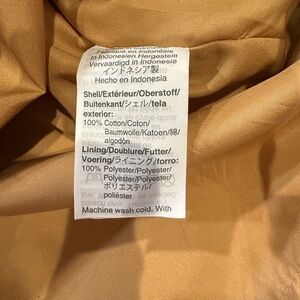 Fabriqué en Indonésie
In Indonesien Hergestellt
Vervaardigd in Indonesië
インドネシア製
Hecho en Indonesia
Shell/Extérieur/Oberstoff/
Buitenkant/シェル/tela
exterior:
100% Cotton/Coton/
Baumwolle/Katoen/綿/
algodón
Lining/Doublure/Futter/
Voering/ライニング/forro:
100% Polyester/Polyester/
Polyester/Polyester/
ポリエステル/
poliéster
Machine wash cold. With